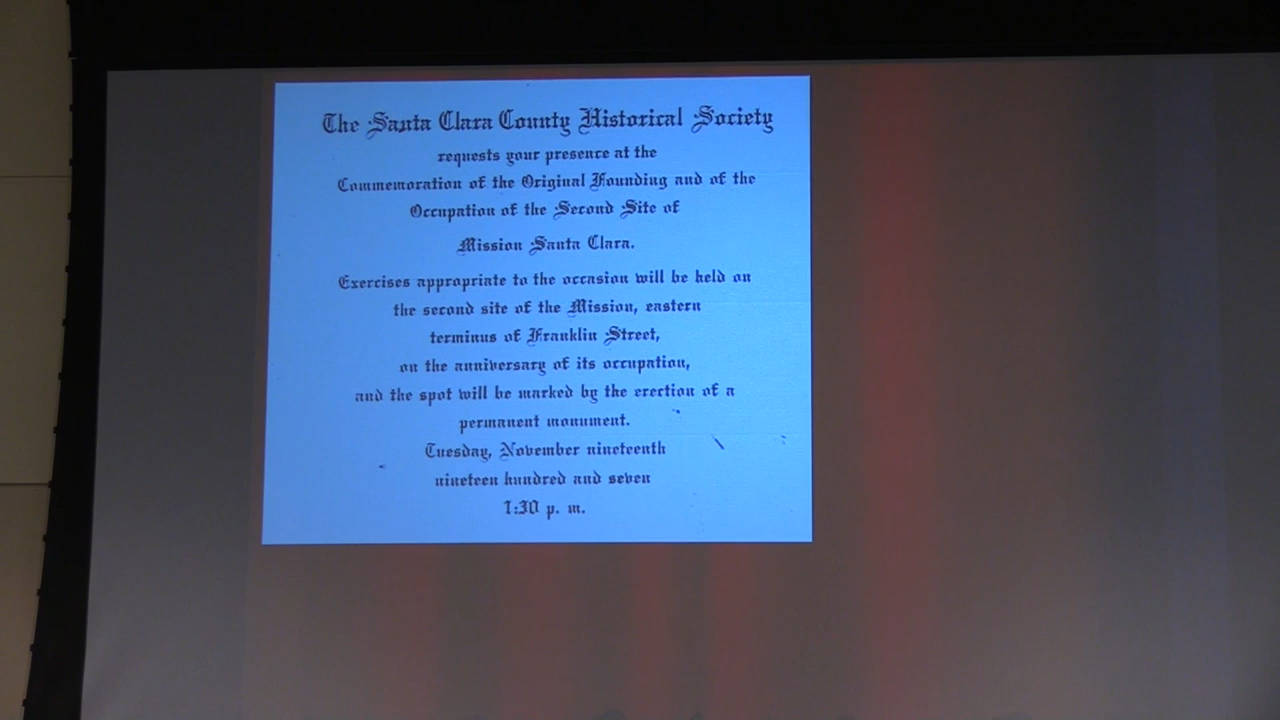 The Santa Clara County Historical Society
requests your presence at the
Commemoration of the Original Founding and of the
Occupation of the Second Site of
Mission Santa Clara.
Exercises appropriate to the occasion will be held on
the second site of the Mission, eastern
terminus of Franklin Street,
on the anniversary of its occupation,
and the spot will be marked by the erection of a
permanent monument.
Tuesday, November nineteenth
nineteen hundred and seven
1:30 p. m.